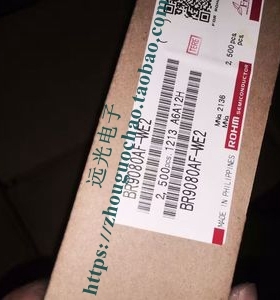 远光电子
https://zhouguochao.taobao.com
BR9080AF-WE2
2,500pcs 1213 A6A12H
BR9080AF-WE2
2,500pcs
ROHM
SEMICONDUCTOR
MADE IN PHILIPPINES